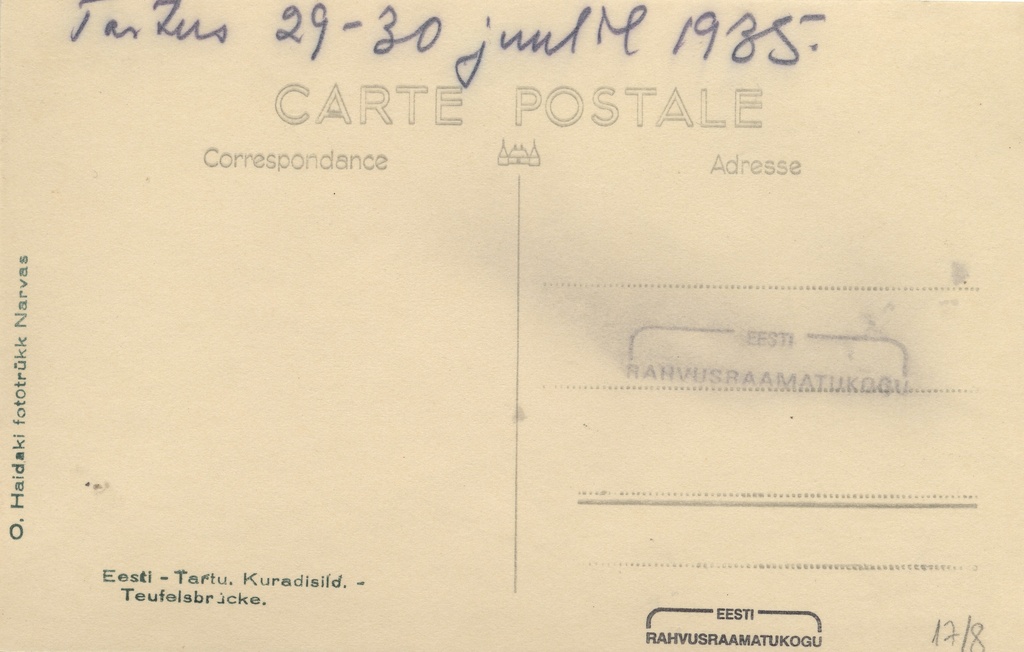 Tartus 29-30 juulil 1935.
CARTE POSTALE
Correspondance
Adresse
O. Haidaki fototrükk Narvas
EESTI
RAHVUSRAAMATUKOGU
Eesti - Tartu. Kuradisild. -
Teufelsbrücke.
EESTI
RAHVUSRAAMATUKOGU
17/8